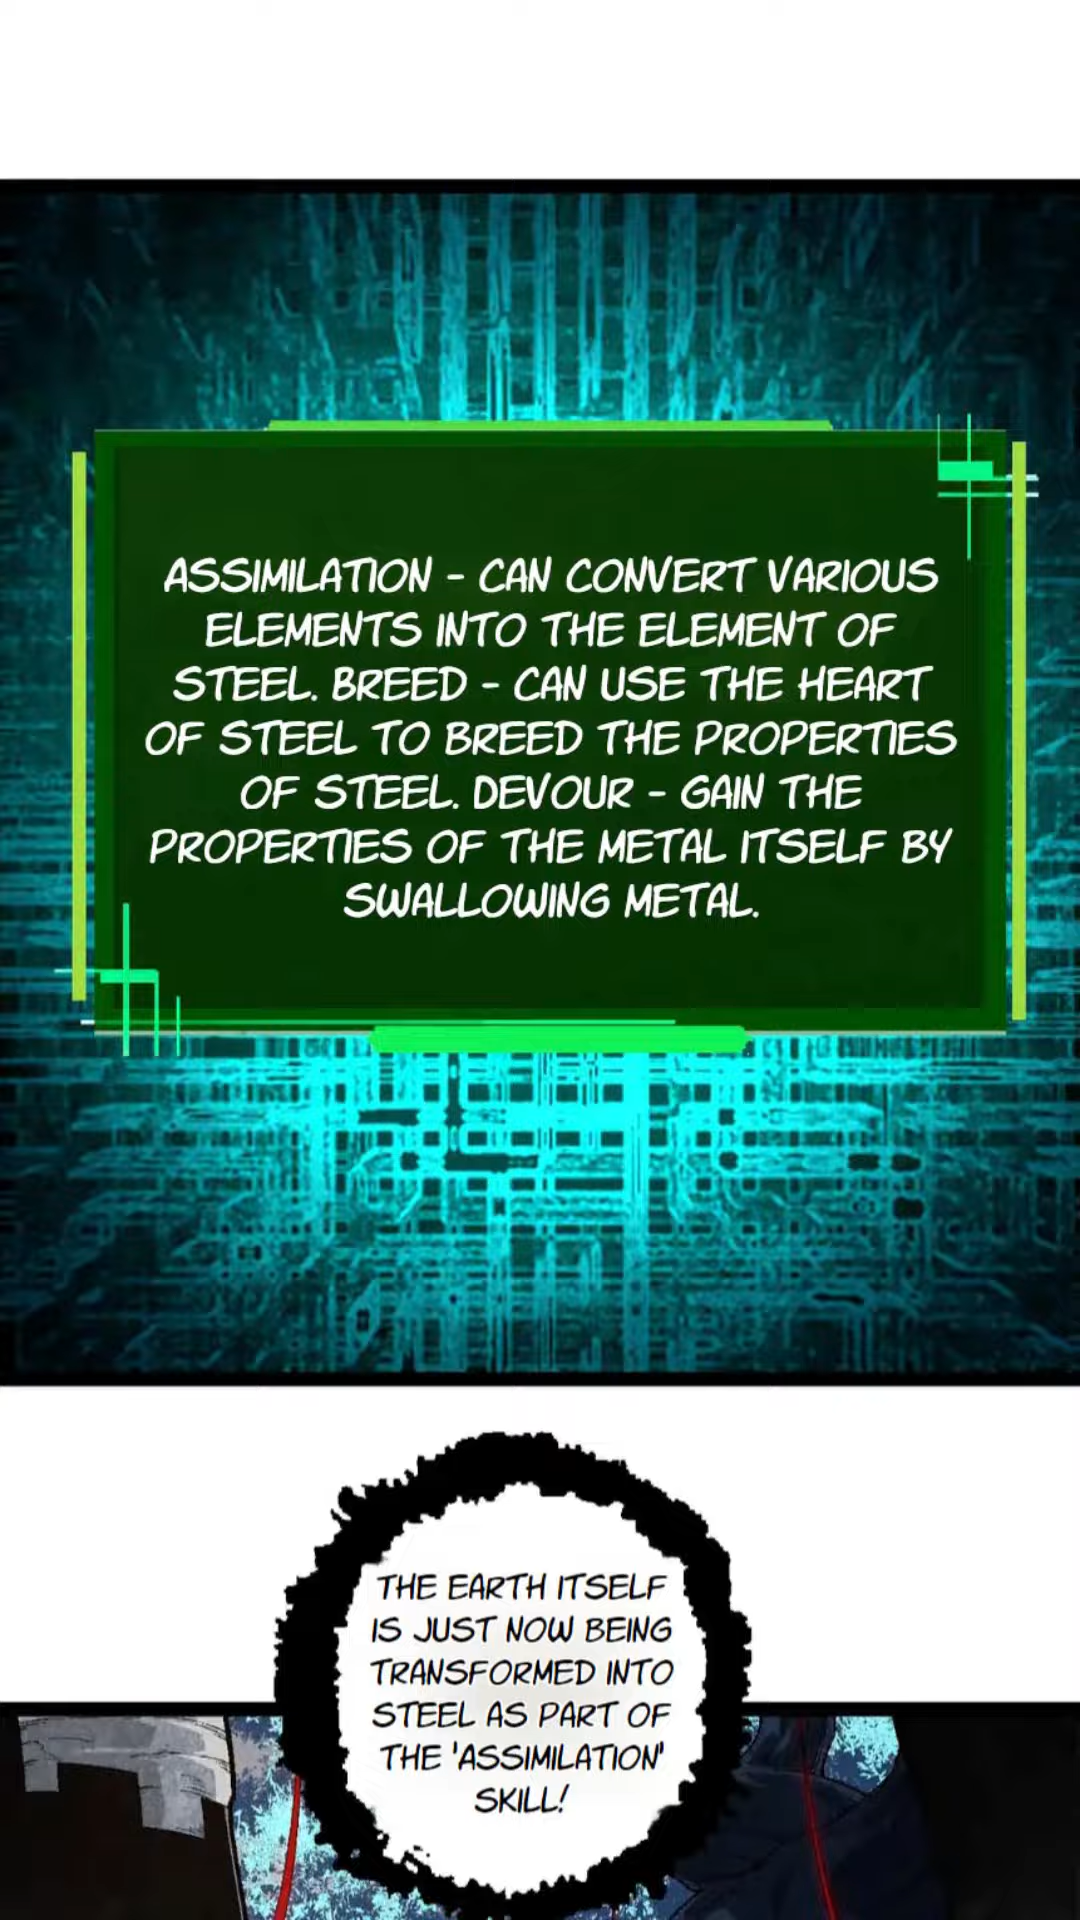 ASSIMILATION - CAN CONVERT VARIOUS
ELEMENTS INTO THE ELEMENT OF
STEEL. BREED - CAN USE THE HEART
OF STEEL TO BREED THE PROPERTIES
OF STEEL. DEVOUR - GAIN THE
PROPERTIES OF THE METAL ITSELF BY
SWALLOWING METAL.
THE EARTH ITSELF
IS JUST NOW BEING
TRANSFORMED INTO
STEEL AS PART OF
THE 'ASSIMILATION'
SKILL!